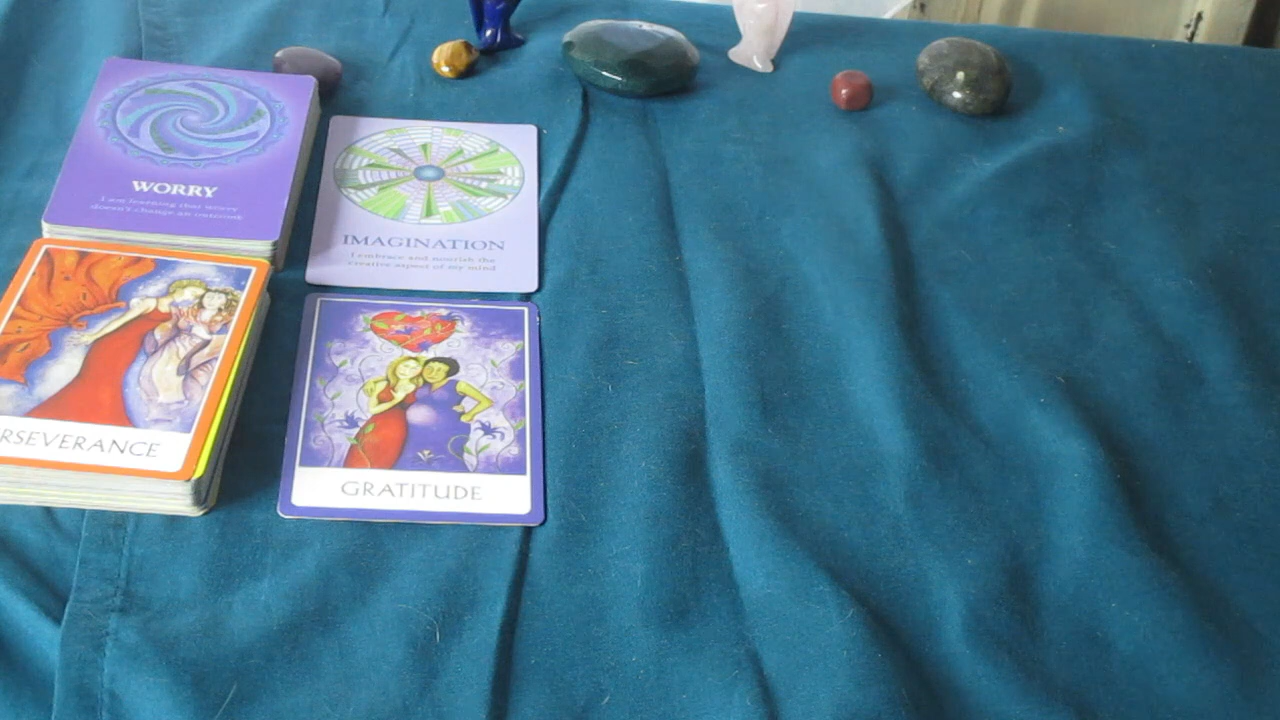 WORRY
I am learning that worry
doesn't change an outcome
IMAGINATION
I embrace and nourish the
creative aspect of my mind
RSEVERANCE
GRATITUDE